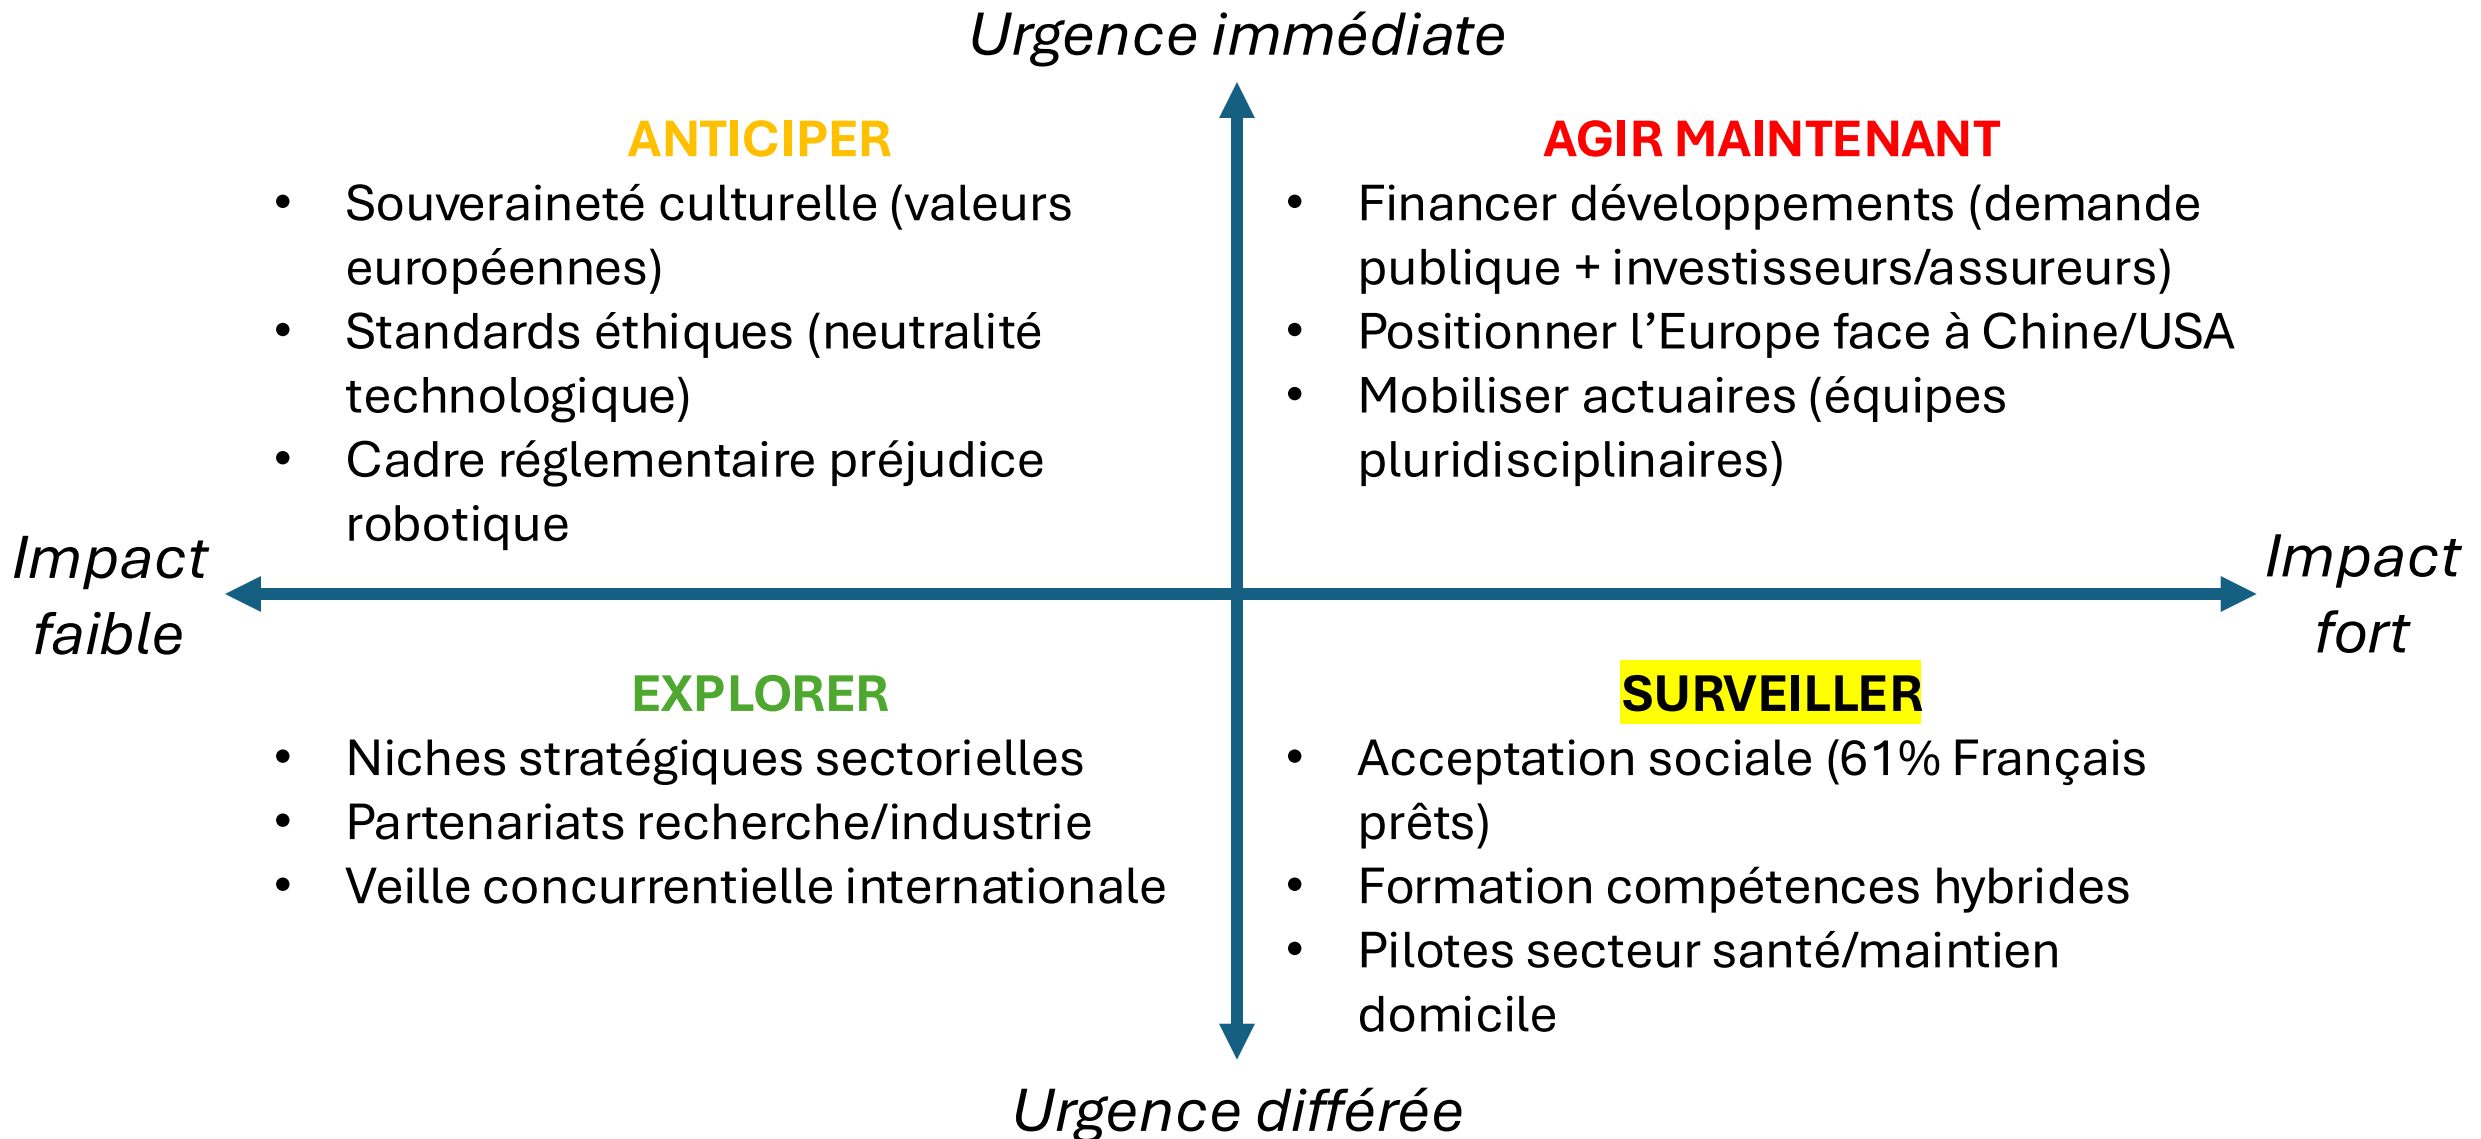 Urgence immédiate
ANTICIPER
• Souveraineté culturelle (valeurs
européennes)
• Standards éthiques (neutralité
technologique)
• Cadre réglementaire préjudice
robotique
AGIR MAINTENANT
• Financer développements (demande
publique + investisseurs/assureurs)
• Positionner l’Europe face à Chine/USA
• Mobiliser actuaires (équipes
pluridisciplinaires)
Impact
faible
Impact
fort
EXPLORER
• Niches stratégiques sectorielles
• Partenariats recherche/industrie
• Veille concurrentielle internationale
SURVEILLER
• Acceptation sociale (61% Français
prêts)
• Formation compétences hybrides
• Pilotes secteur santé/maintien
domicile
Urgence différée